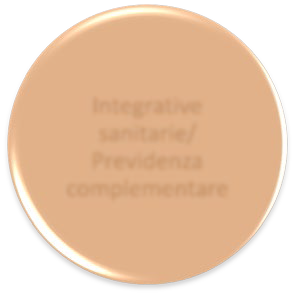 Integrative
sanitarie/
Previdenza
complementare